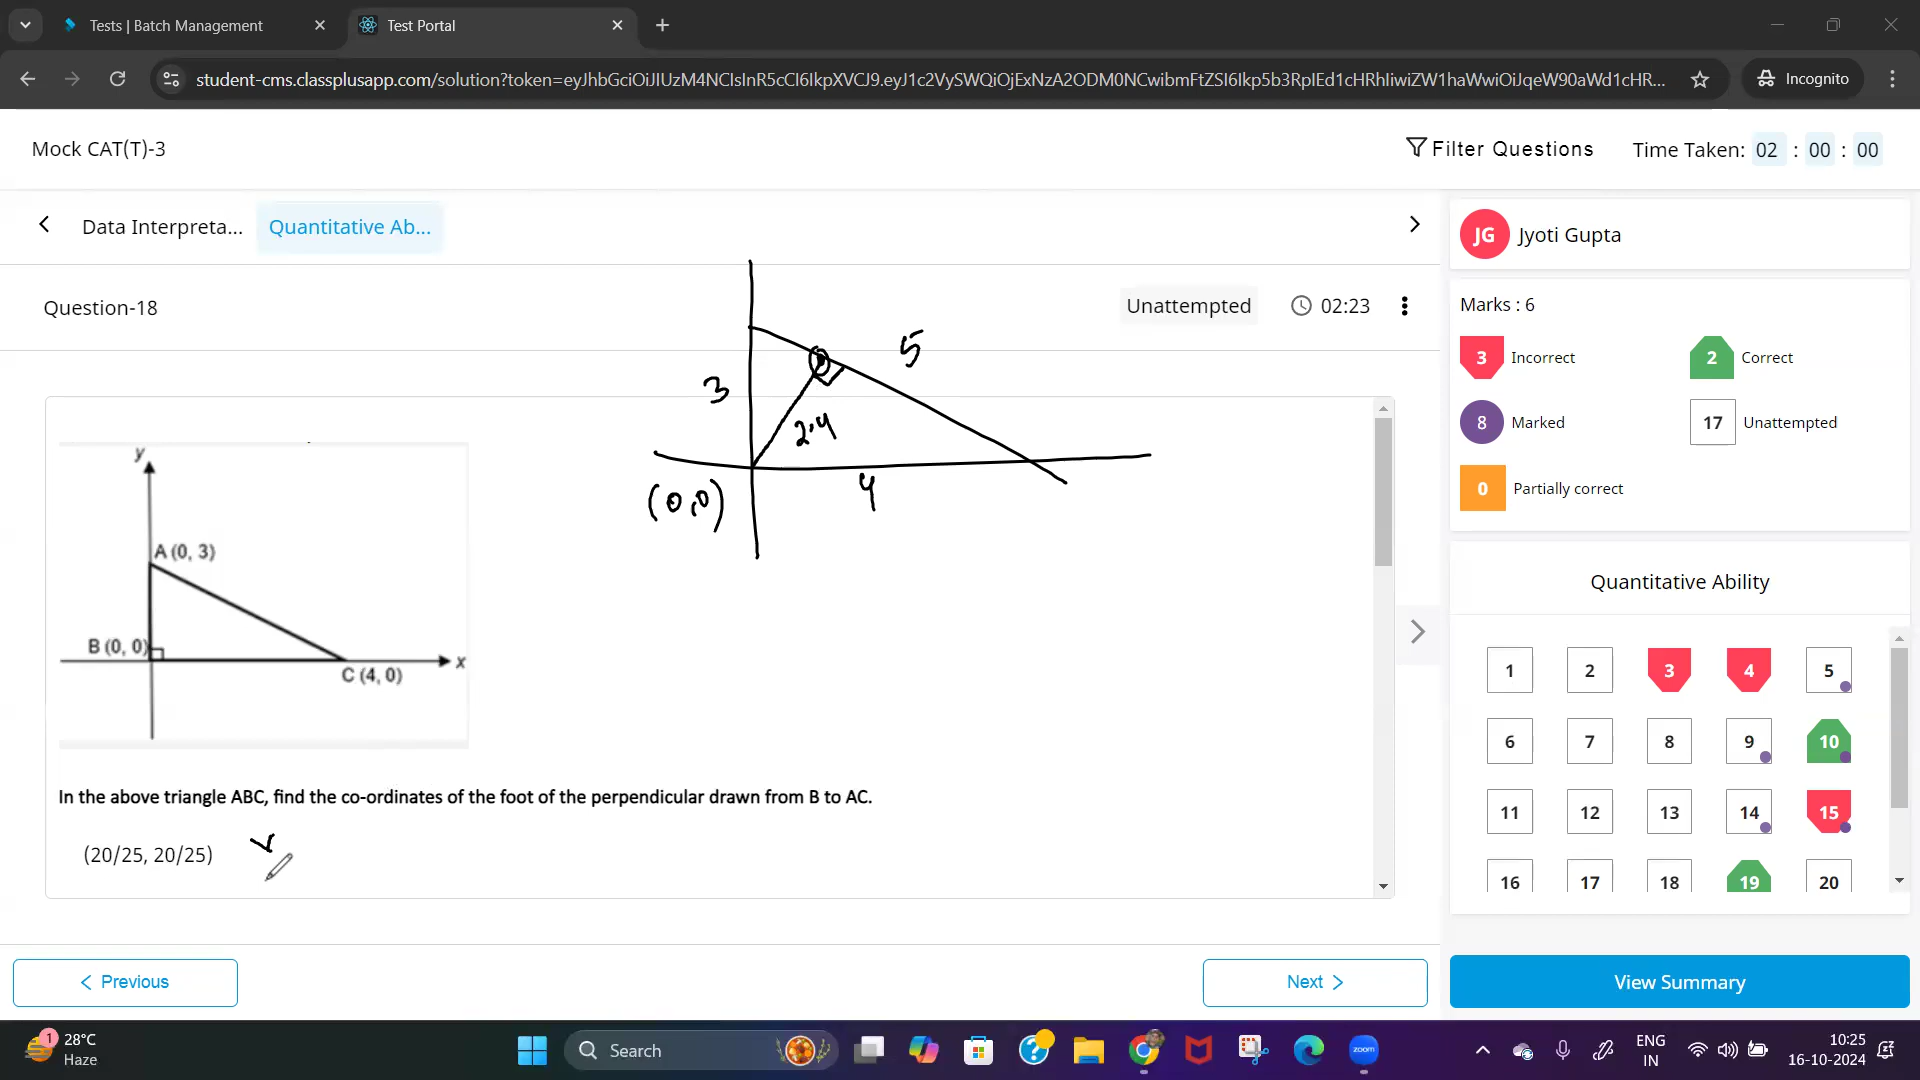 Tests | Batch Management
Test Portal
student-cms.classplusapp.com/solution?token=eyJhbGciOiJIUzM4NCIsInR5cCI6IkpXVCJ9.eyJ1c2VySWQiOjExNzA2ODM0NCwibmFtZSI6Ikp5b3RpIEd1cHRhIiwiZW1haWwiOiJqeW90aWd1cHR...
Incognito
Mock CAT(T)-3
Filter Questions
Time Taken: 02 : 00 : 00
Data Interpreta...
Quantitative Ab...
JG
Jyoti Gupta
Question-18
Unattempted
02:23
Marks : 6
3 Incorrect
2 Correct
8 Marked
17 Unattempted
0 Partially correct
3
5
2.4
4
(0,0)
y
A (0, 3)
B (0, 0)
C (4, 0)
x
In the above triangle ABC, find the co-ordinates of the foot of the perpendicular drawn from B to AC.
(20/25, 20/25)
Quantitative Ability
1 2 3 4 5
6 7 8 9 10
11 12 13 14 15
16 17 18 19 20
Previous
Next
View Summary
1
28°C
Haze
Search
zoom
ENG
IN
10:25
16-10-2024